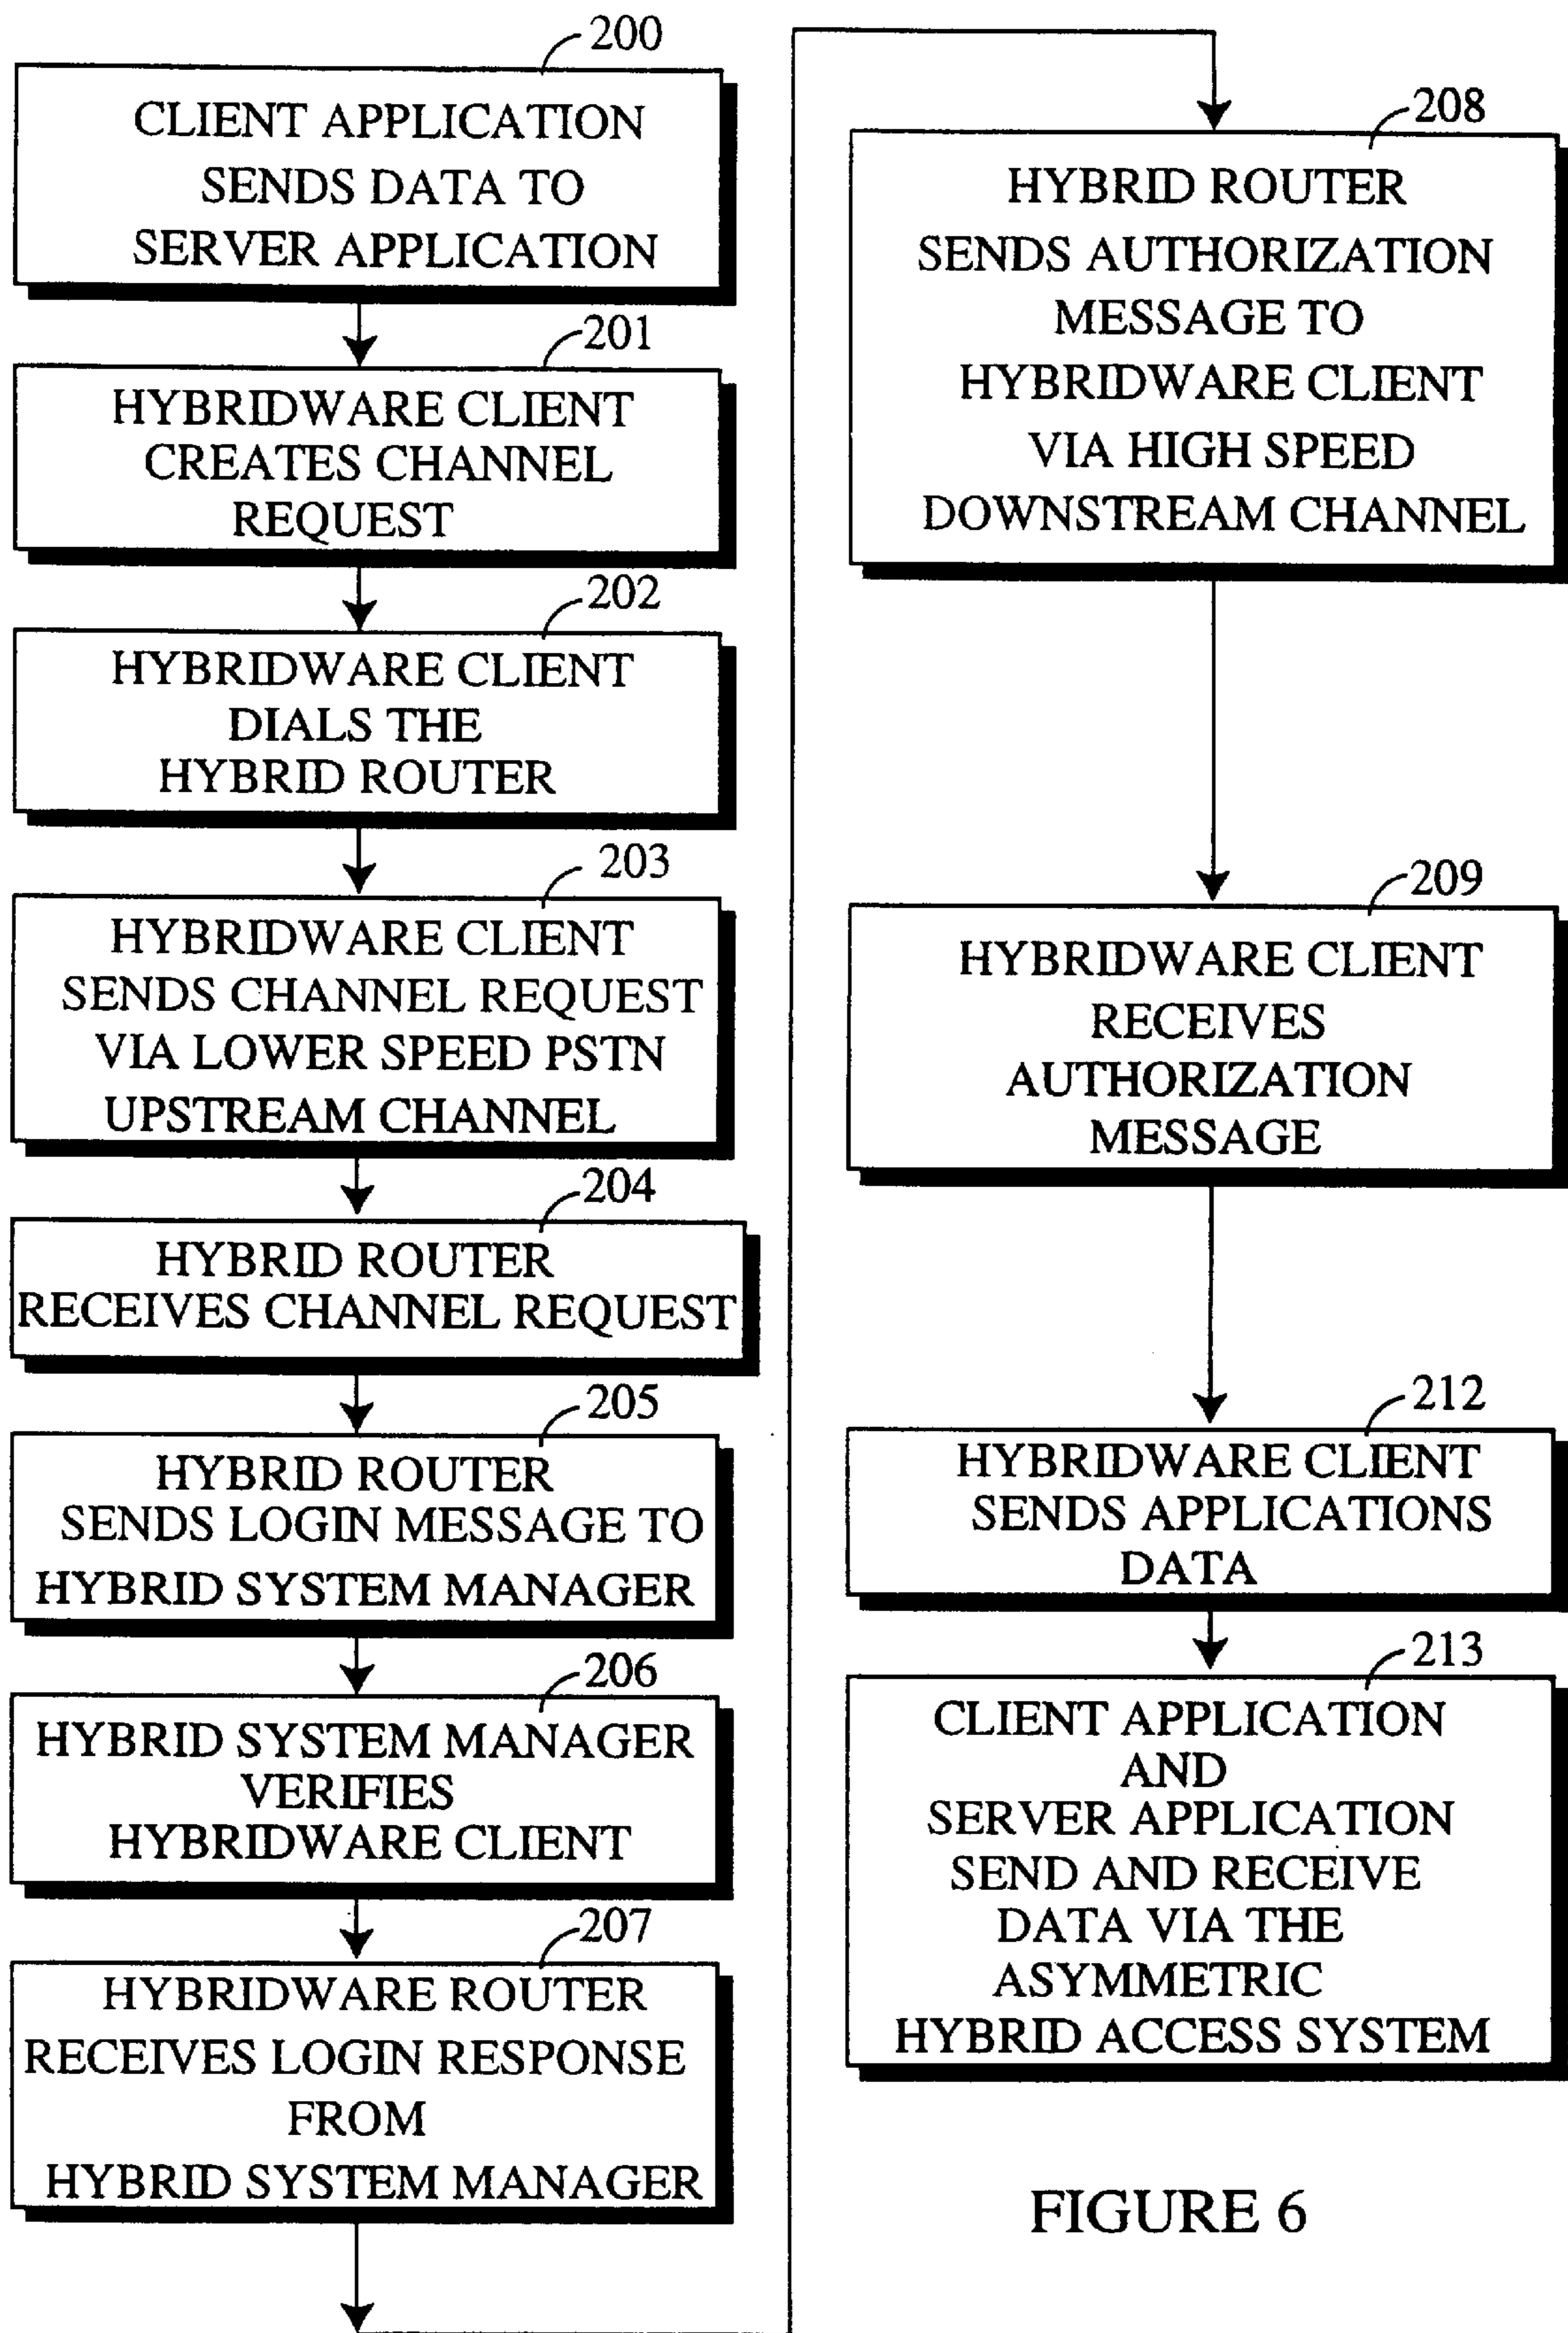 200
CLIENT APPLICATION
SENDS DATA TO
SERVER APPLICATION
201
HYBRIDWARE CLIENT
CREATES CHANNEL
REQUEST
202
HYBRIDWARE CLIENT
DIALS THE
HYBRID ROUTER
203
HYBRIDWARE CLIENT
SENDS CHANNEL REQUEST
VIA LOWER SPEED PSTN
UPSTREAM CHANNEL
204
HYBRID ROUTER
RECEIVES CHANNEL REQUEST
205
HYBRID ROUTER
SENDS LOGIN MESSAGE TO
HYBRID SYSTEM MANAGER
206
HYBRID SYSTEM MANAGER
VERIFIES
HYBRIDWARE CLIENT
207
HYBRIDWARE ROUTER
RECEIVES LOGIN RESPONSE
FROM
HYBRID SYSTEM MANAGER
208
HYBRID ROUTER
SENDS AUTHORIZATION
MESSAGE TO
HYBRIDWARE CLIENT
VIA HIGH SPEED
DOWNSTREAM CHANNEL
209
HYBRIDWARE CLIENT
RECEIVES
AUTHORIZATION
MESSAGE
212
HYBRIDWARE CLIENT
SENDS APPLICATIONS
DATA
213
CLIENT APPLICATION
AND
SERVER APPLICATION
SEND AND RECEIVE
DATA VIA THE
ASYMMETRIC
HYBRID ACCESS SYSTEM
FIGURE 6